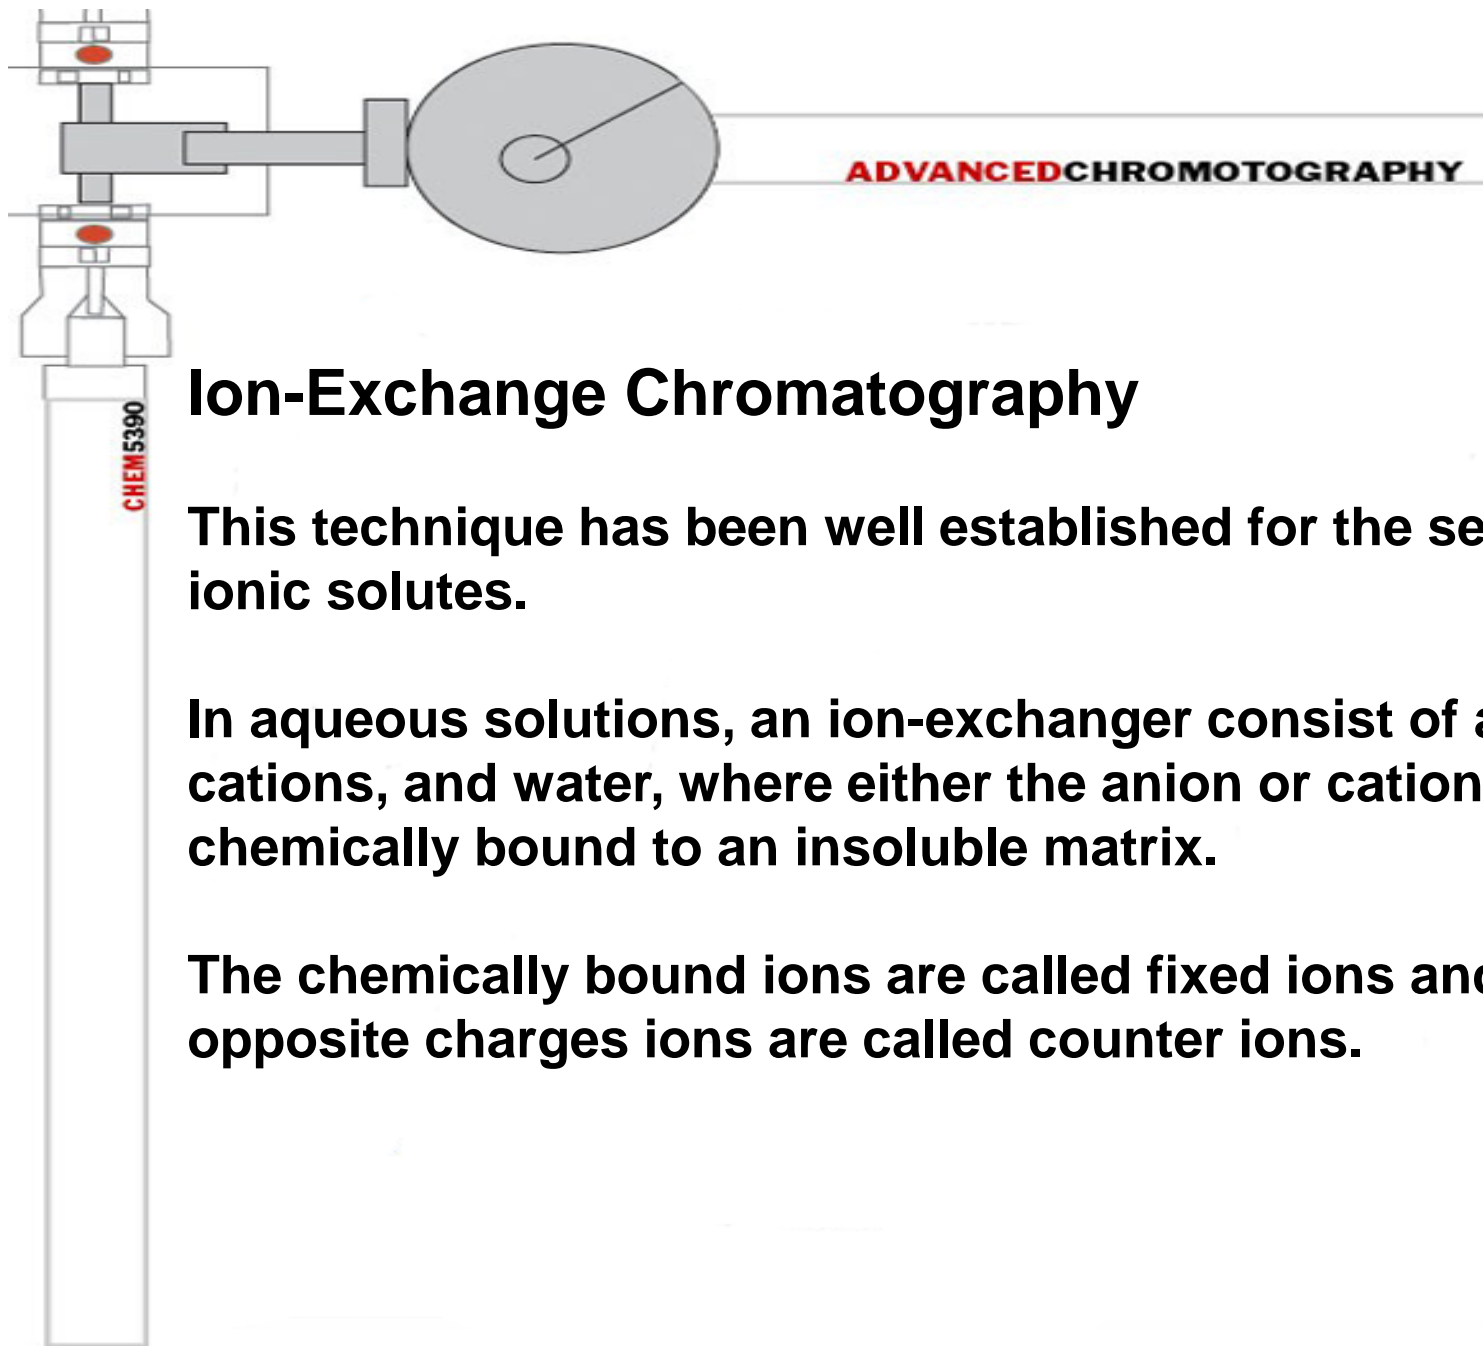 ADVANCEDCHROMOTOGRAPHY
CHEM5390
Ion-Exchange Chromatography
This technique has been well established for the
ionic solutes.
In aqueous solutions, an ion-exchanger consist of
cations, and water, where either the anion or cation
chemically bound to an insoluble matrix.
The chemically bound ions are called fixed ions and
opposite charges ions are called counter ions.